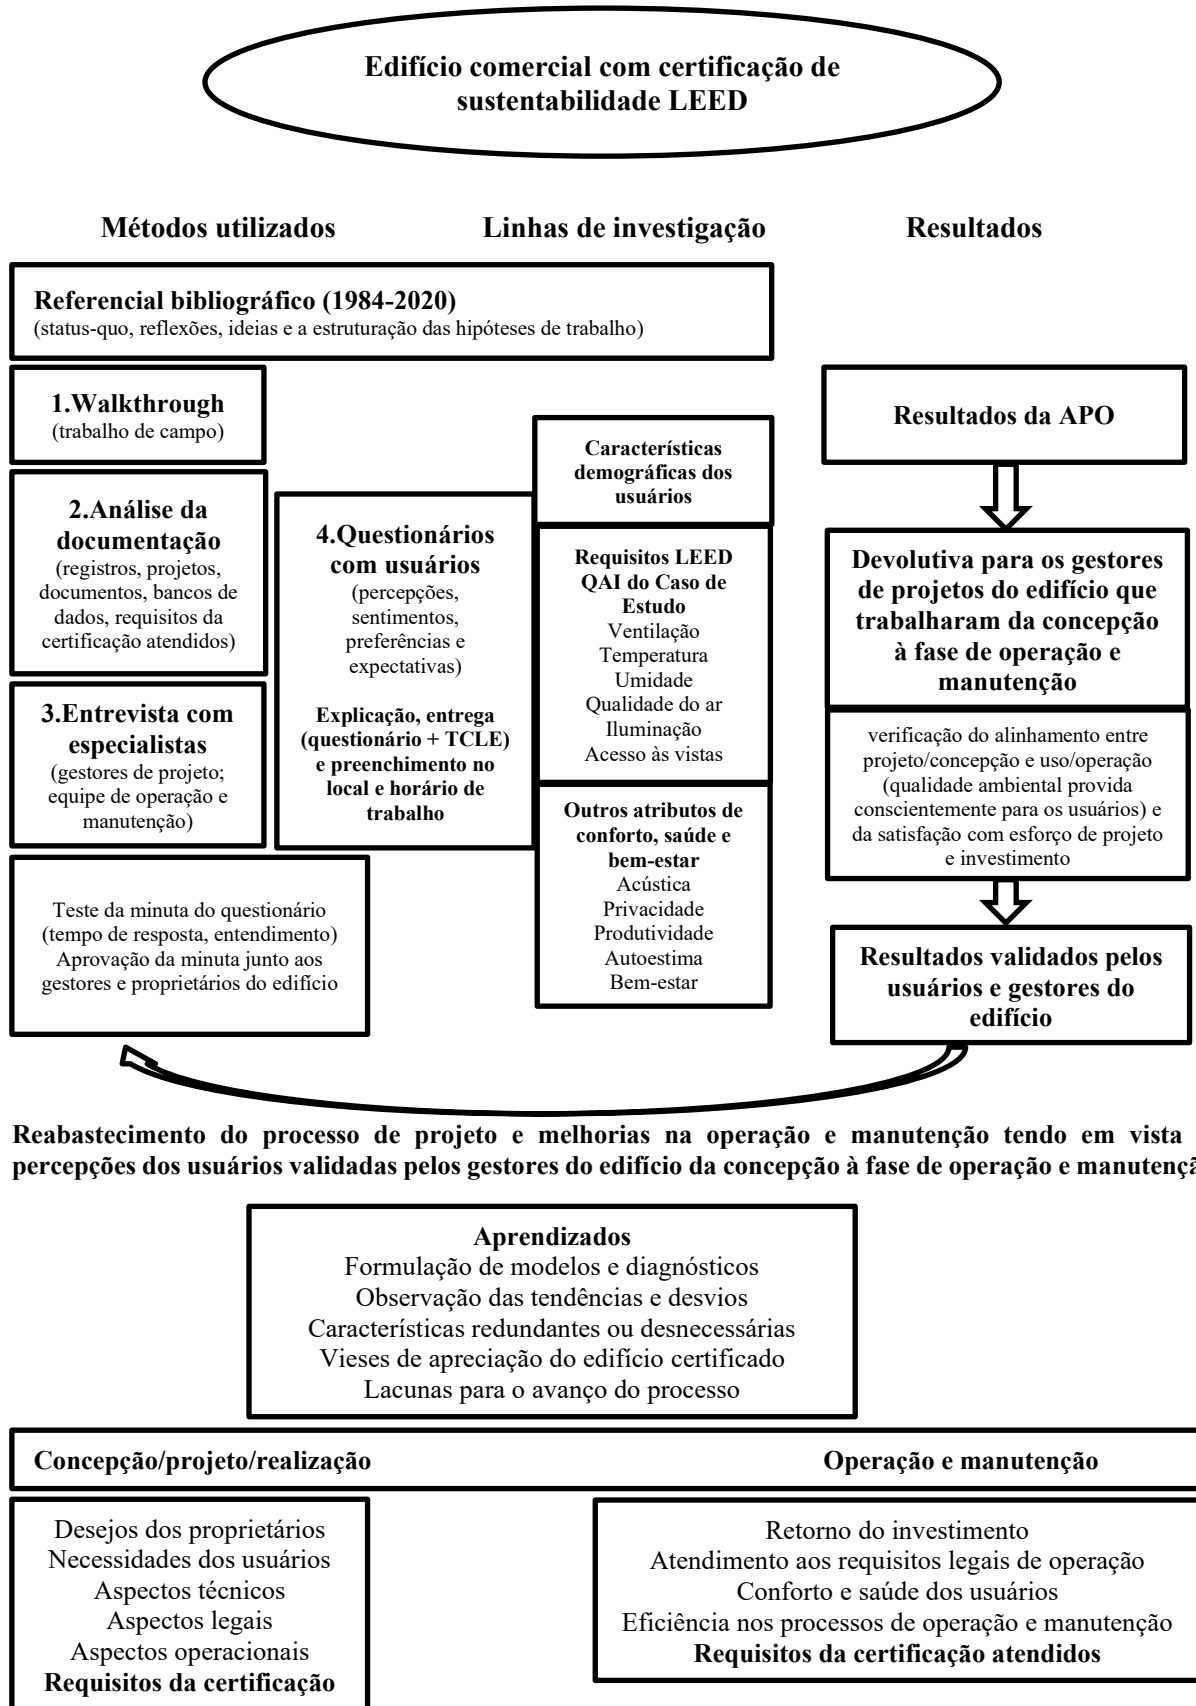 Edifício comercial com certificação de
sustentabilidade LEED
Métodos utilizados
Linhas de investigação
Resultados
Referencial bibliográfico (1984-2020)
(status-quo, reflexões, ideias e a estruturação das hipóteses de trabalho)
1.Walkthrough
(trabalho de campo)
2.Análise da
documentação
(registros, projetos,
documentos, bancos de
dados, requisitos da
certificação atendidos)
3.Entrevista com
especialistas
(gestores de projeto;
equipe de operação e
manutenção)
Teste da minuta do questionário
(tempo de resposta, entendimento)
Aprovação da minuta junto aos
gestores e proprietários do edifício
4.Questionários
com usuários
(percepções,
sentimentos,
preferências e
expectativas)
Explicação, entrega
(questionário + TCLE)
e preenchimento no
local e horário de
trabalho
Características
demográficas dos
usuários
Requisitos LEED
QAI do Caso de
Estudo
Ventilação
Temperatura
Umidade
Qualidade do ar
Iluminação
Acesso às vistas
Outros atributos de
conforto, saúde e
bem-estar
Acústica
Privacidade
Produtividade
Autoestima
Bem-estar
Resultados da APO
Devolutiva para os gestores
de projetos do edifício que
trabalharam da concepção
à fase de operação e
manutenção
verificação do alinhamento entre
projeto/concepção e uso/operação
(qualidade ambiental provida
conscientemente para os usuários) e
da satisfação com esforço de projeto
e investimento
Resultados validados pelos
usuários e gestores do
edifício
Reabastecimento do processo de projeto e melhorias na operação e manutenção tendo em vista
percepções dos usuários validadas pelos gestores do edifício da concepção à fase de operação e manutençã
Aprendizados
Formulação de modelos e diagnósticos
Observação das tendências e desvios
Características redundantes ou desnecessárias
Vieses de apreciação do edifício certificado
Lacunas para o avanço do processo
Concepção/projeto/realização
Operação e manutenção
Desejos dos proprietários
Necessidades dos usuários
Aspectos técnicos
Aspectos legais
Aspectos operacionais
Requisitos da certificação
Retorno do investimento
Atendimento aos requisitos legais de operação
Conforto e saúde dos usuários
Eficiência nos processos de operação e manutenção
Requisitos da certificação atendidos